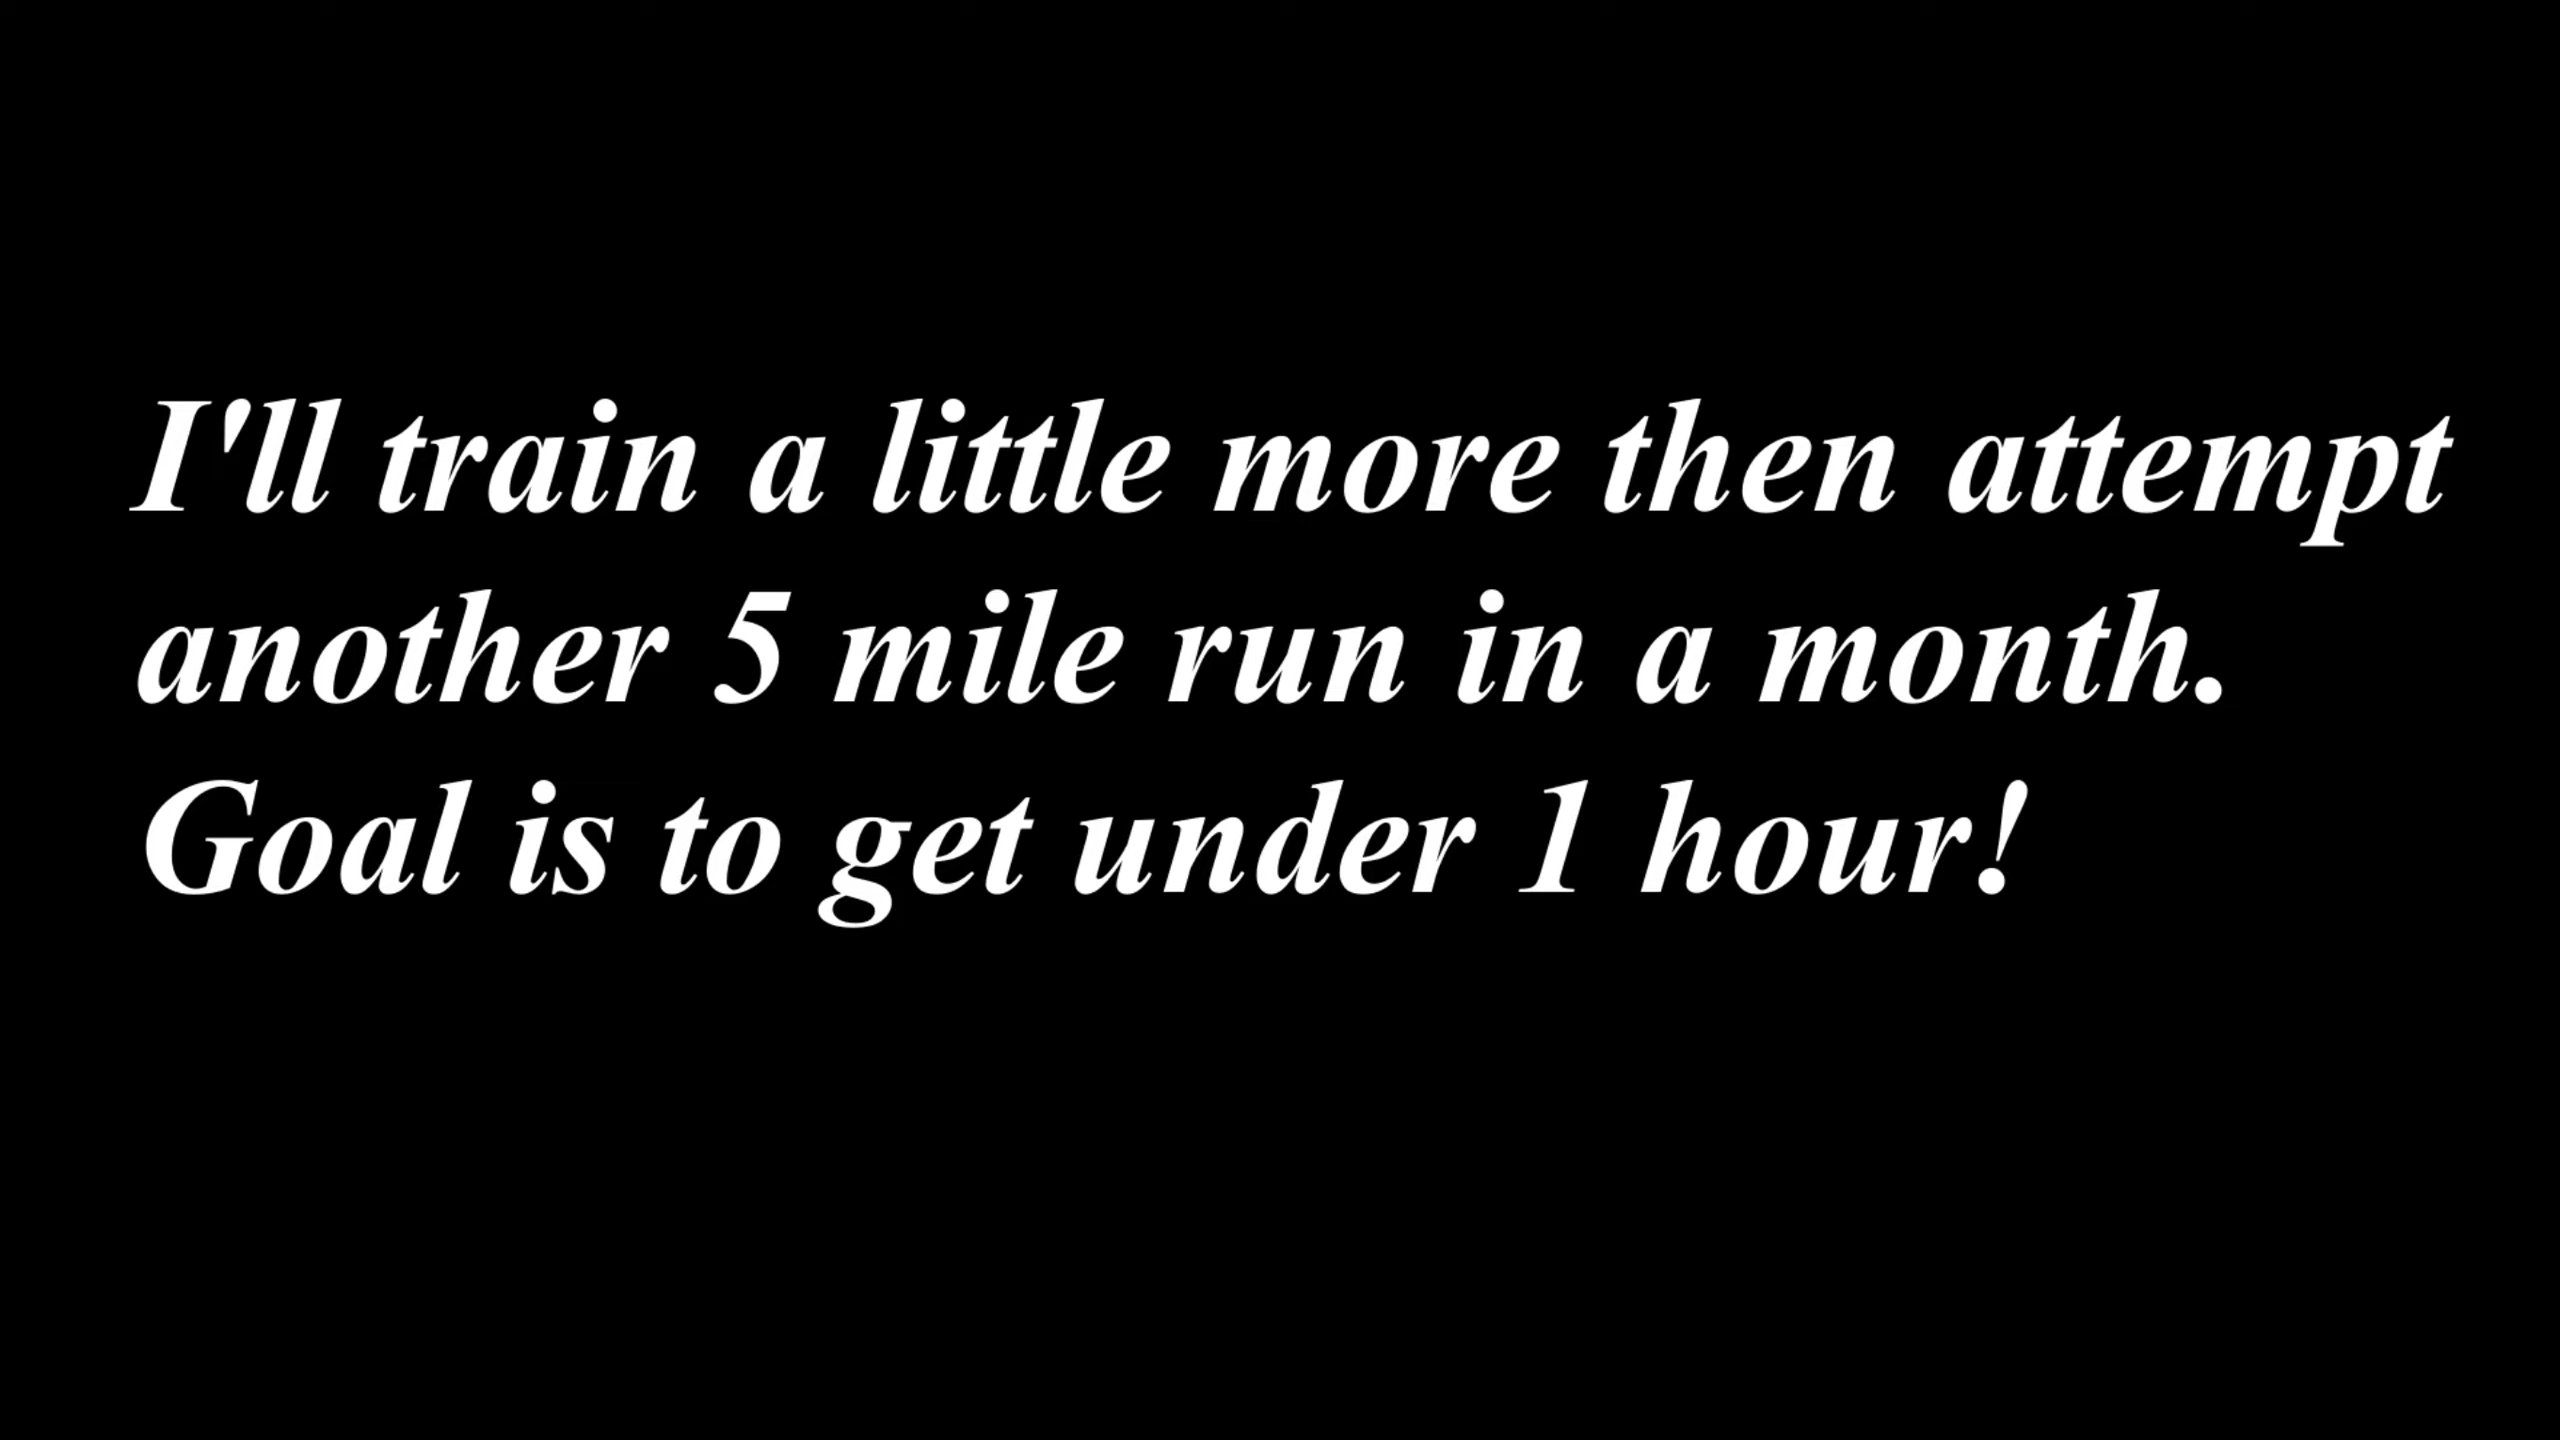 I'll train a little more then attempt
another 5 mile run in a month.
Goal is to get under 1 hour!